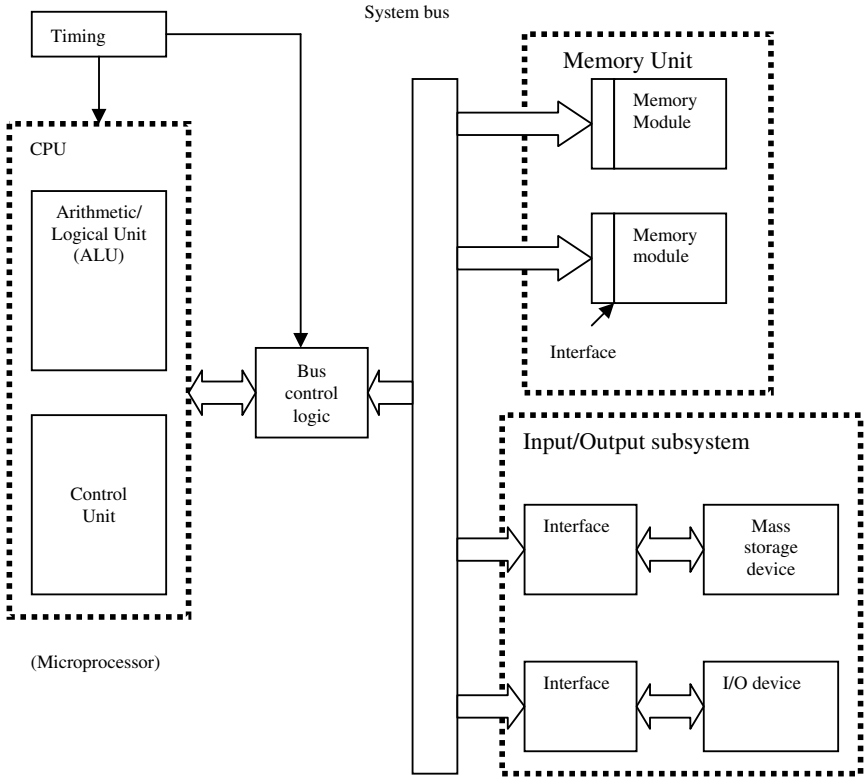 System bus
Timing
CPU
Arithmetic/
Logical Unit
(ALU)
Control
Unit
(Microprocessor)
Bus
control
logic
Memory Unit
Memory
Module
Memory
module
Interface
Input/Output subsystem
Interface
Mass
storage
device
Interface
I/O device